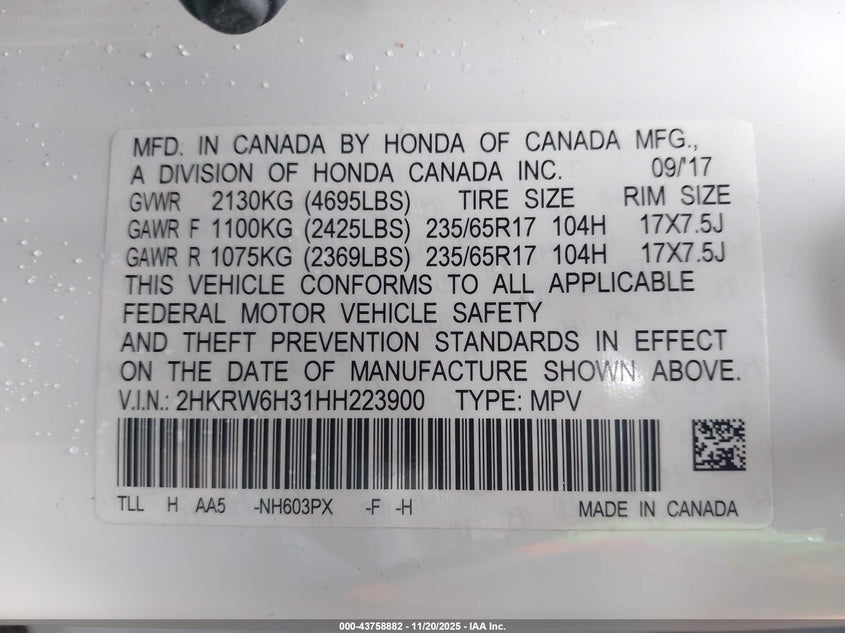 MFD. IN CANADA BY HONDA OF CANADA MFG.,
A DIVISION OF HONDA CANADA INC. 09/'17
GVWR 2130KG (4695LBS) TIRE SIZE RIM SIZE
GAWR F 1100KG (2425LBS) 235/65R17 104H 17X7.5J
GAWR R 1075KG (2369LBS) 235/65R17 104H 17X7.5J
THIS VEHICLE CONFORMS TO ALL APPLICABLE
FEDERAL MOTOR VEHICLE SAFETY
AND THEFT PREVENTION STANDARDS IN EFFECT
ON THE DATE OF MANUFACTURE SHOWN ABOVE.
V.I.N.: 2HKRW6H31HH223900 TYPE: MPV
TLL H AA5 -NH603PX -F -H MADE IN CANADA
000-43758882 - 11/20/2025 - IAA Inc.